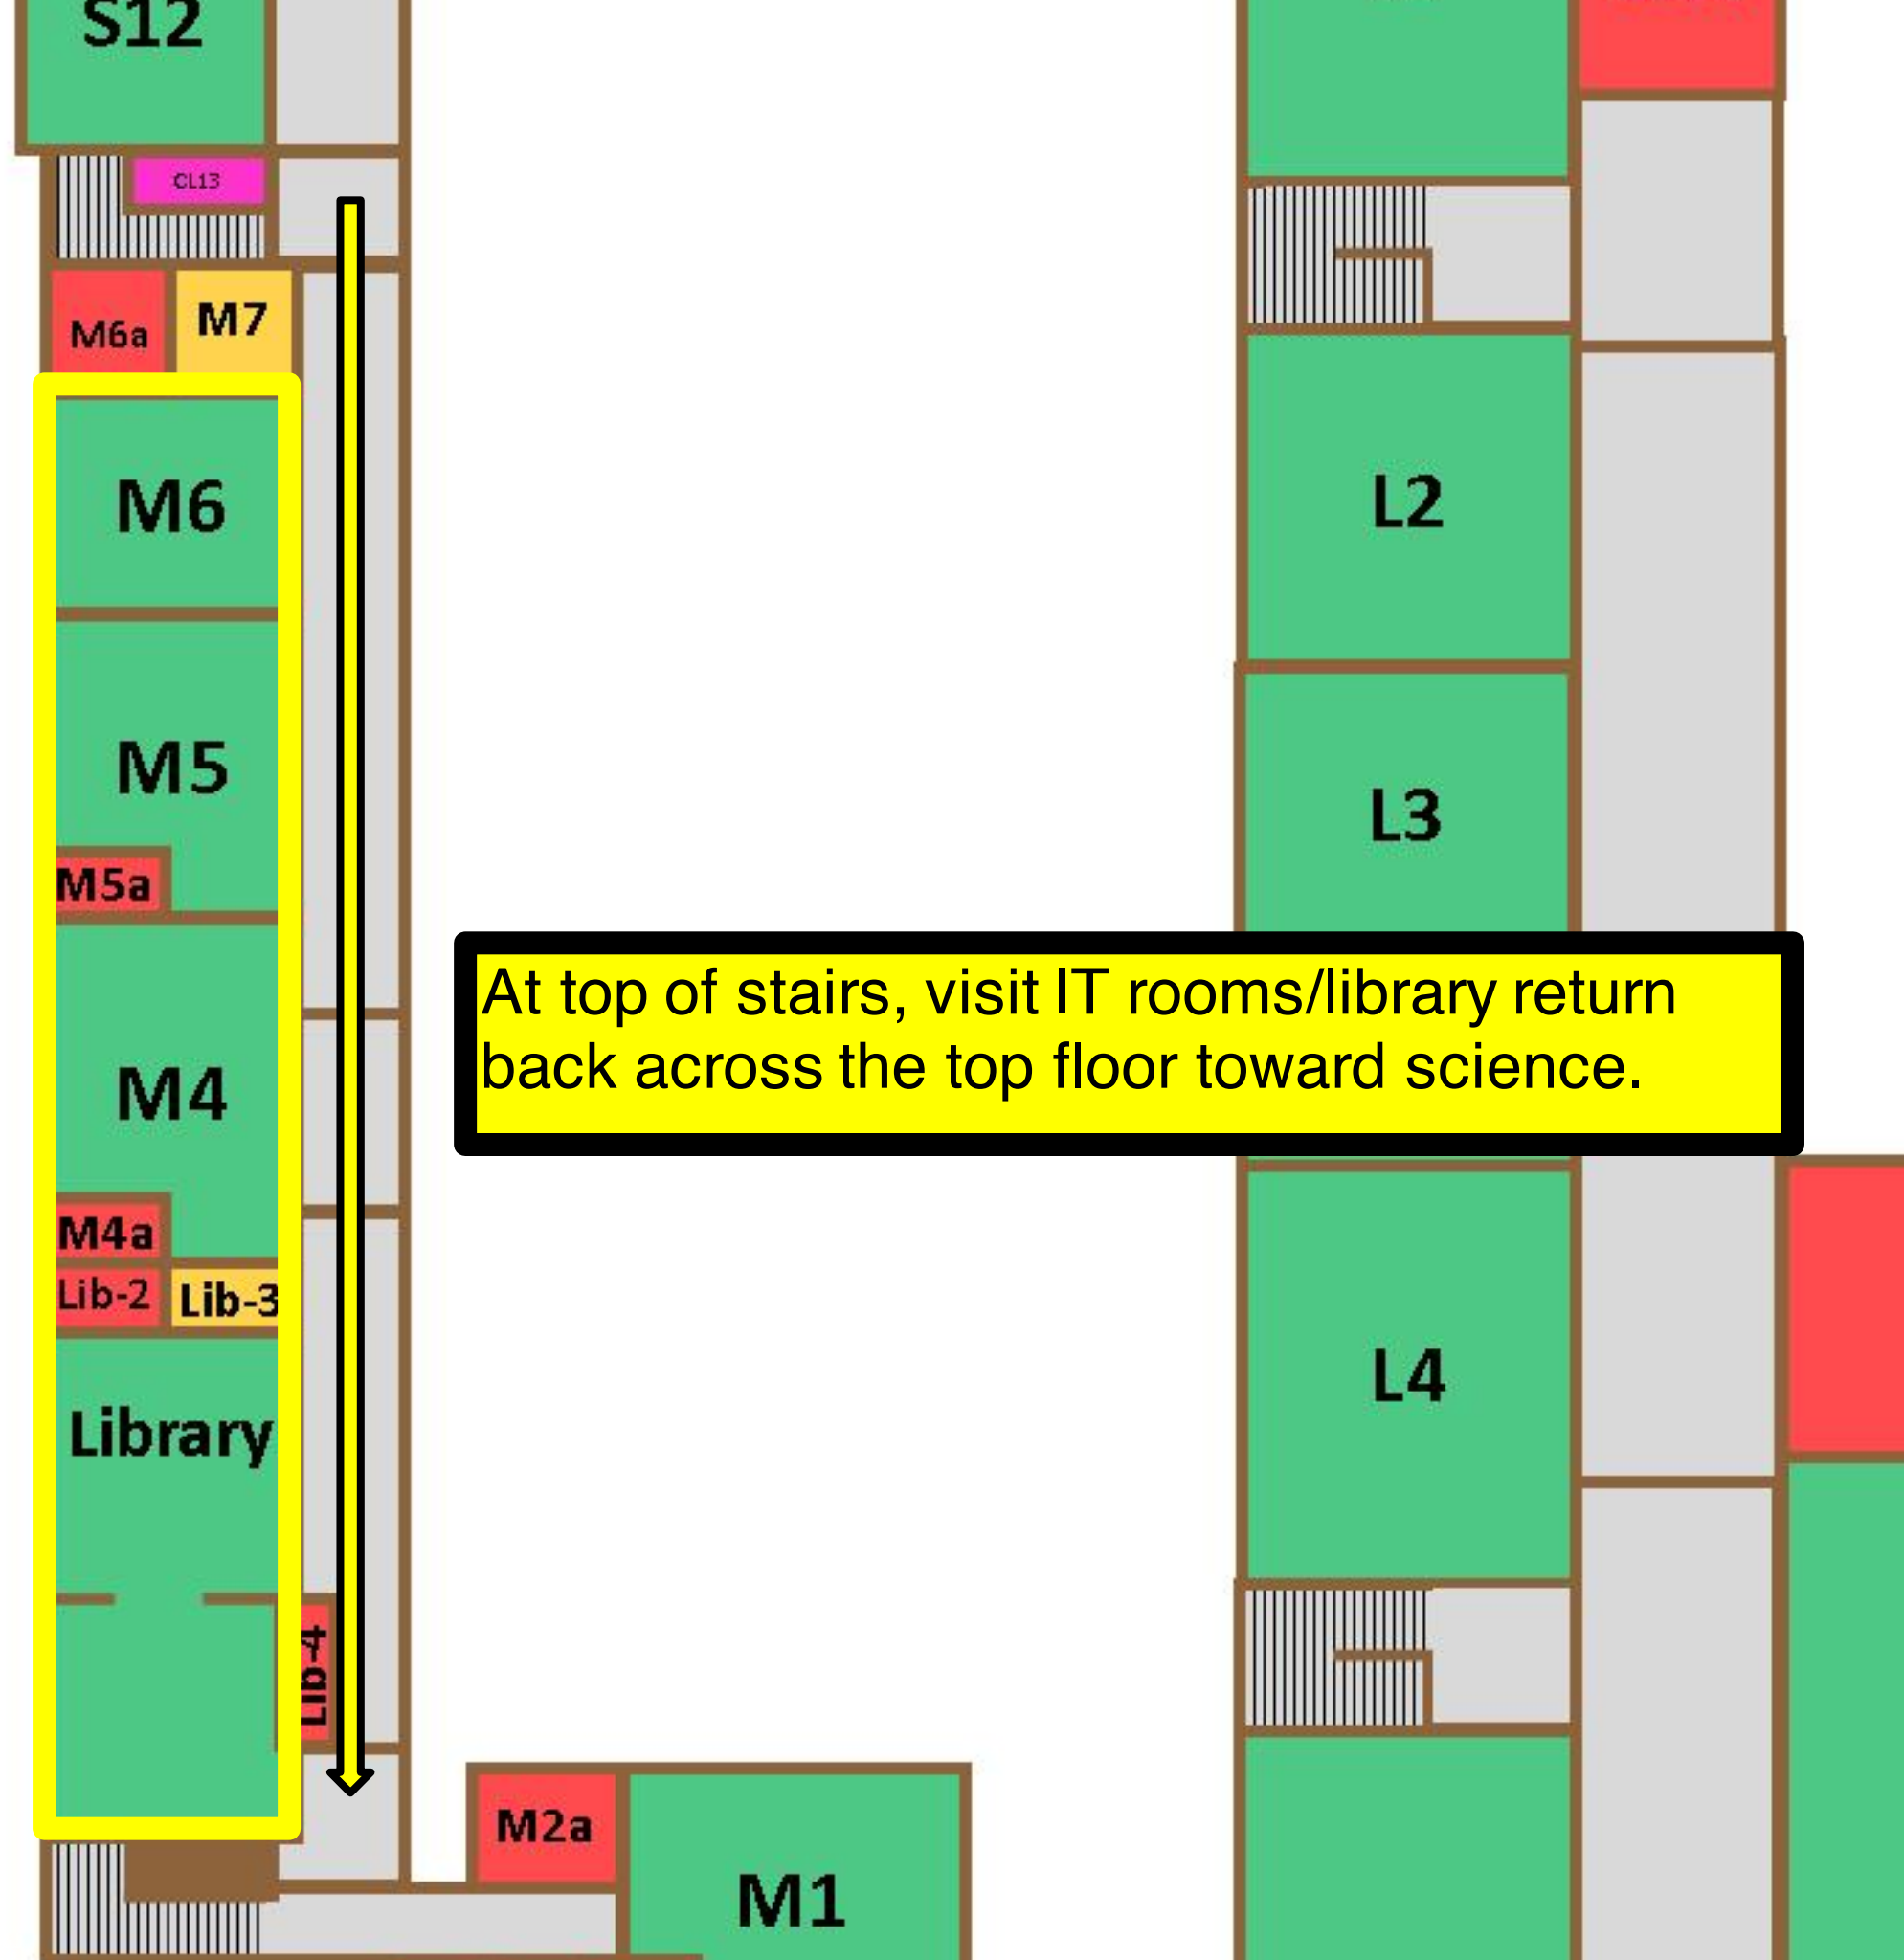 S12
CL13
M6a
M7
M6
L2
M5
L3
M5a
At top of stairs, visit IT rooms/library return
back across the top floor toward science.
M4
M4a
Lib-2
Lib-3
L4
Library
Lib-4
M2a
M1